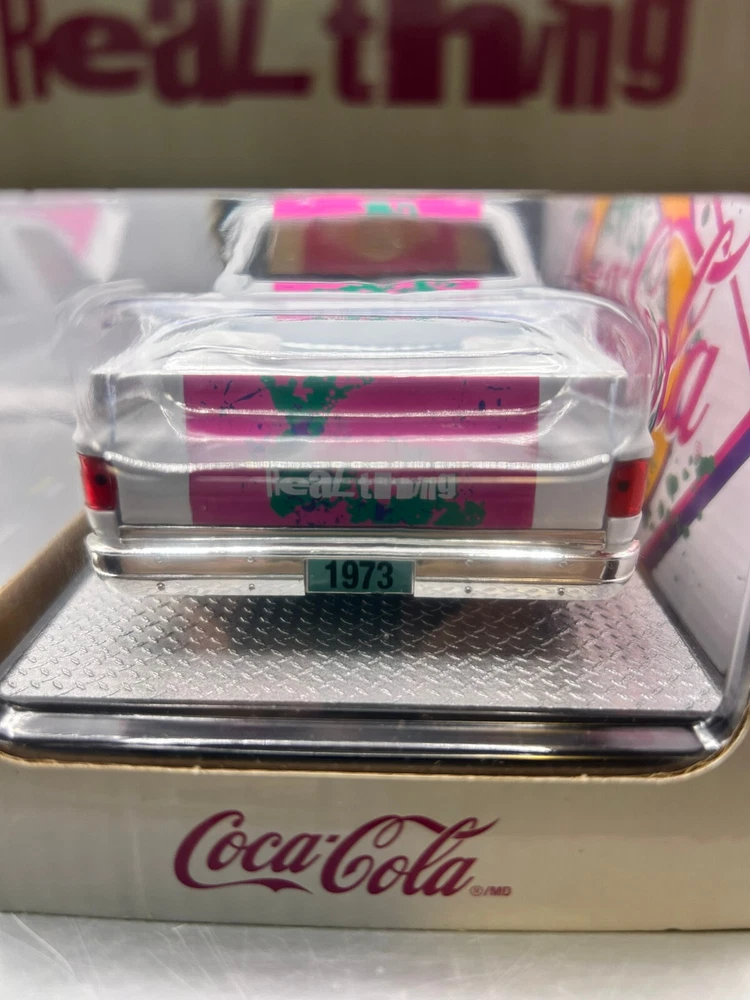 ReaL thing
ReaL thing
1973
Coca-Cola ®/MD